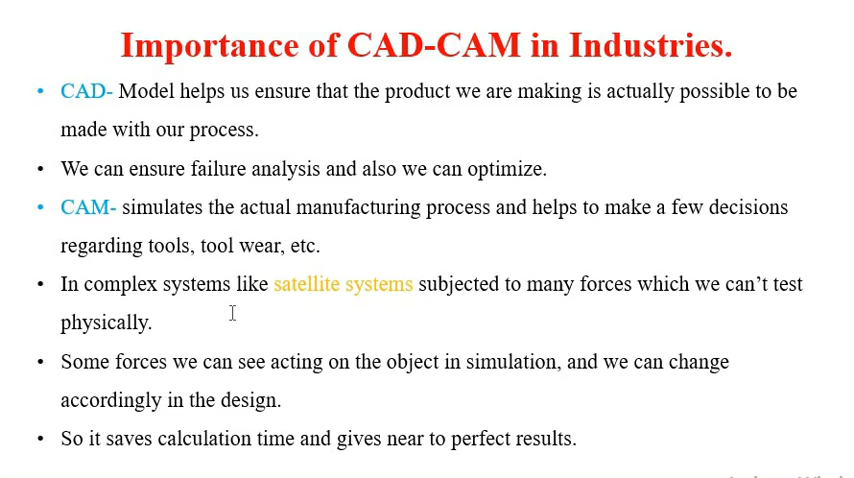 Importance of CAD-CAM in Industries.
• CAD- Model helps us ensure that the product we are making is actually possible to be
made with our process.
• We can ensure failure analysis and also we can optimize.
• CAM- simulates the actual manufacturing process and helps to make a few decisions
regarding tools, tool wear, etc.
• In complex systems like satellite systems subjected to many forces which we can’t test
physically.
• Some forces we can see acting on the object in simulation, and we can change
accordingly in the design.
• So it saves calculation time and gives near to perfect results.